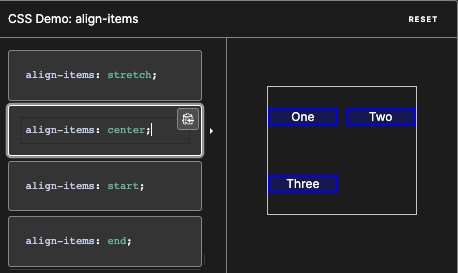 CSS Demo: align-items
RESET
align-items: stretch;
align-items: center;
align-items: start;
align-items: end;
One
Two
Three